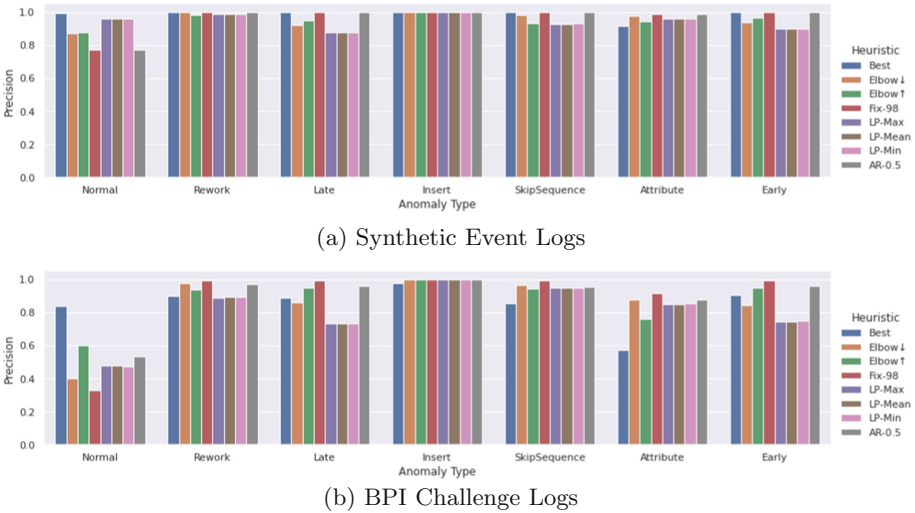 1.0
0.8
0.6
0.4
0.2
0.0
Precision
Normal Rework Late Insert SkipSequence Attribute Early
Anomaly Type
Heuristic
Best
Elbow↓
Elbow↑
Fix-98
LP-Max
LP-Mean
LP-Min
AR-0.5
(a) Synthetic Event Logs
1.0
0.8
0.6
0.4
0.2
0.0
Precision
Normal Rework Late Insert SkipSequence Attribute Early
Anomaly Type
Heuristic
Best
Elbow↓
Elbow↑
Fix-98
LP-Max
LP-Mean
LP-Min
AR-0.5
(b) BPI Challenge Logs